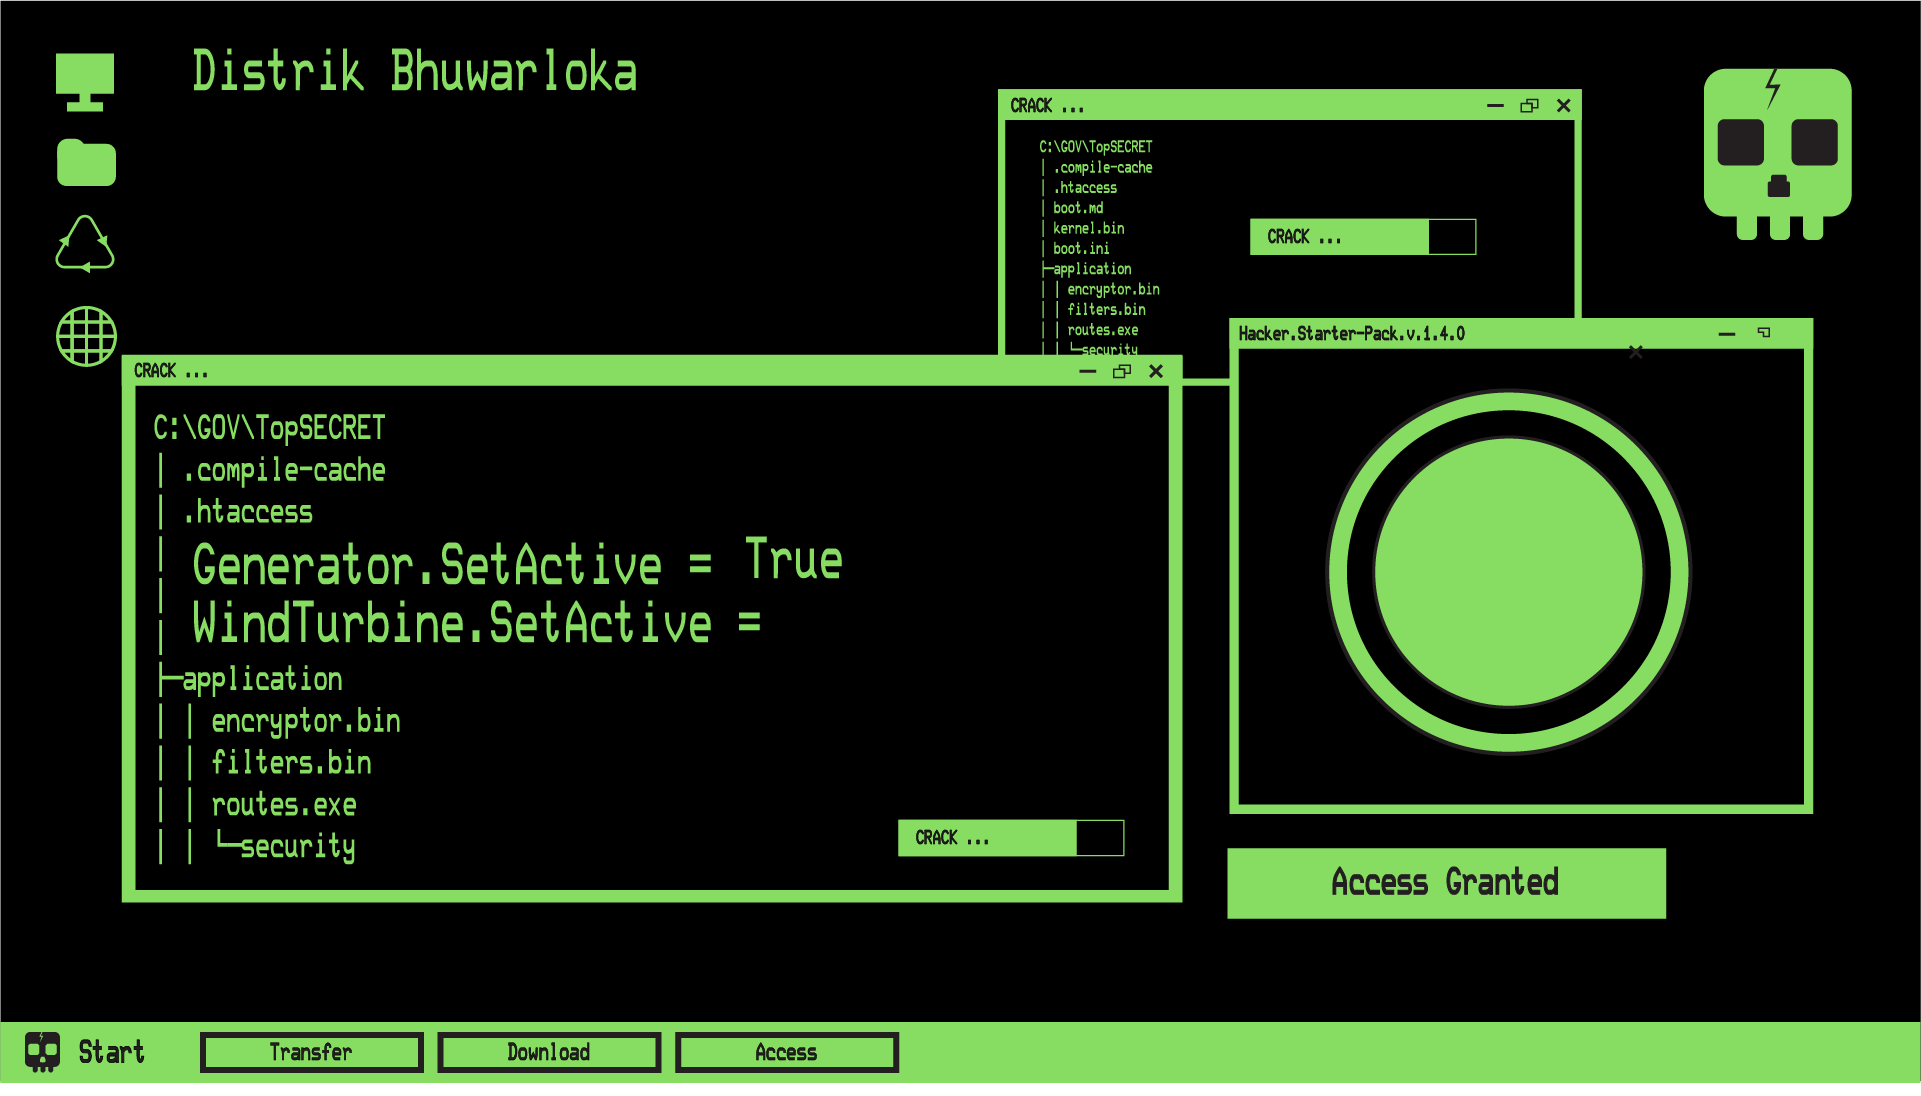 Distrik Bhuwarloka
CRACK ...
C:\GOV\TopSECRET
│ .compile-cache
│ .htaccess
│ boot.md
│ kernel.bin
│ boot.ini
├─application
│ │ encryptor.bin
│ │ filters.bin
│ │ routes.exe
│ │ └─security
CRACK ...
Hacker.Starter-Pack.v.1.4.0
CRACK ...
C:\GOV\TopSECRET
│ .compile-cache
│ .htaccess
│ Generator.SetActive = True
│ WindTurbine.SetActive =
├─application
│ │ encryptor.bin
│ │ filters.bin
│ │ routes.exe
│ │ └─security
CRACK ...
Access Granted
Start
Transfer
Download
Access